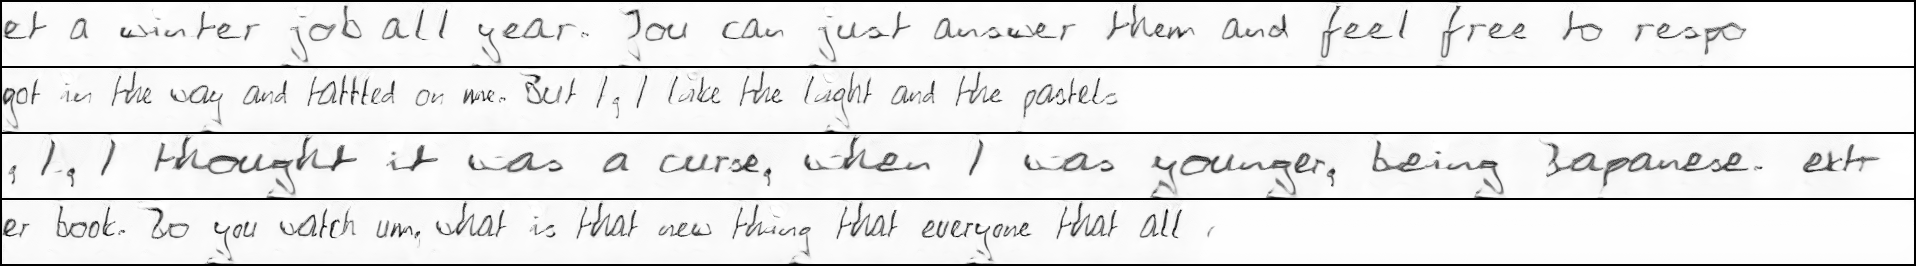 et a winter job all year. You can just answer them and feel free to respo
got in the way and tattted on me. But I, I like the light and the pastels
, I, I thought it was a curse, when I was younger, being Japanese. extr
er book. Do you watch um, what is that new thing that everyone that all